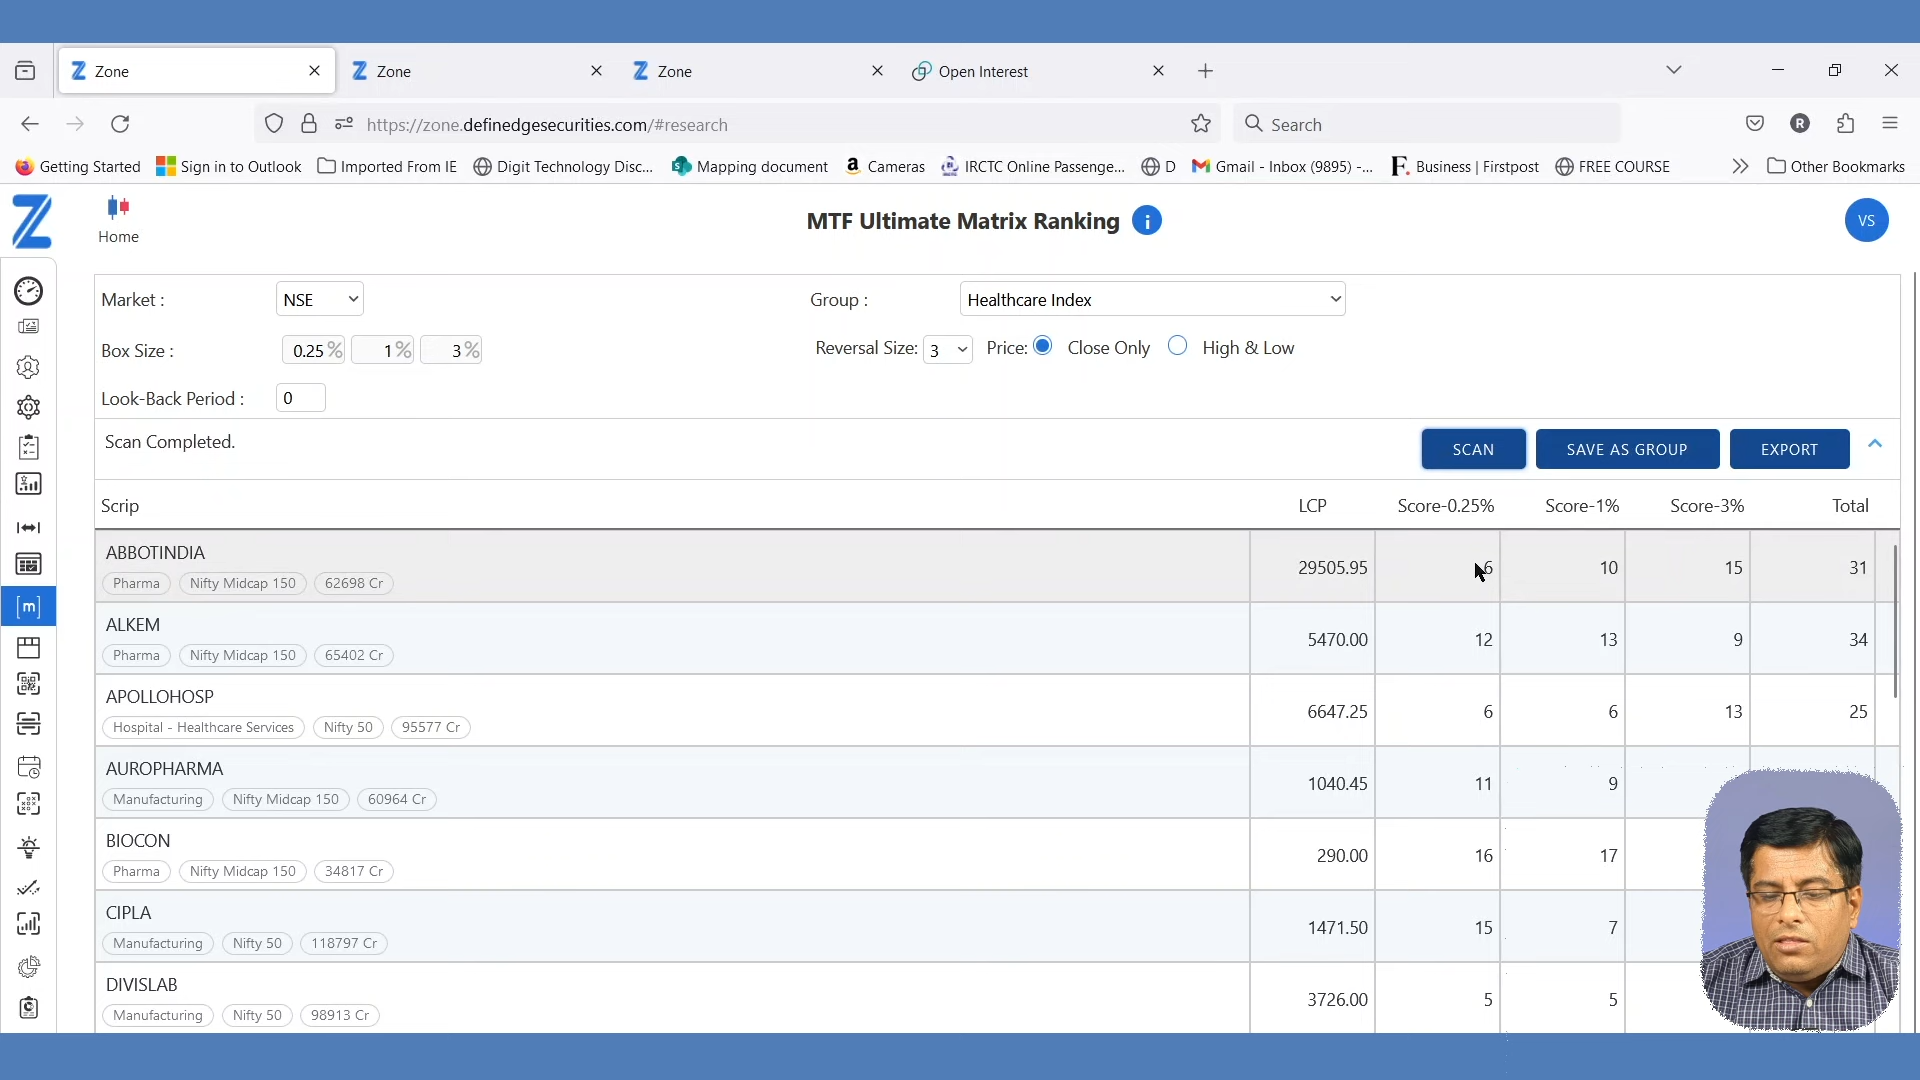 Zone
Zone
Zone
Open Interest
https://zone.definedgesecurities.com/#research
Search
R
Getting Started
Sign in to Outlook
Imported From IE
Digit Technology Disc...
Mapping document
Cameras
IRCTC Online Passenge...
D
Gmail - Inbox (9895) -...
Business | Firstpost
FREE COURSE
Other Bookmarks
Home
MTF Ultimate Matrix Ranking i
VS
Market : NSE Group : Healthcare Index
Box Size : 0.25% 1% 3% Reversal Size: 3 Price: Close Only High & Low
Look-Back Period : 0
Scan Completed. SCAN SAVE AS GROUP EXPORT
Scrip LCP Score-0.25% Score-1% Score-3% Total
ABBOTINDIA
Pharma Nifty Midcap 150 62698 Cr
29505.95 6 10 15 31
[m]
ALKEM
Pharma Nifty Midcap 150 65402 Cr
5470.00 12 13 9 34
APOLLOHOSP
Hospital - Healthcare Services Nifty 50 95577 Cr
6647.25 6 6 13 25
AUROPHARMA
Manufacturing Nifty Midcap 150 60964 Cr
1040.45 11 9
BIOCON
Pharma Nifty Midcap 150 34817 Cr
290.00 16 17
CIPLA
Manufacturing Nifty 50 118797 Cr
1471.50 15 7
DIVISLAB
Manufacturing Nifty 50 98913 Cr
3726.00 5 5